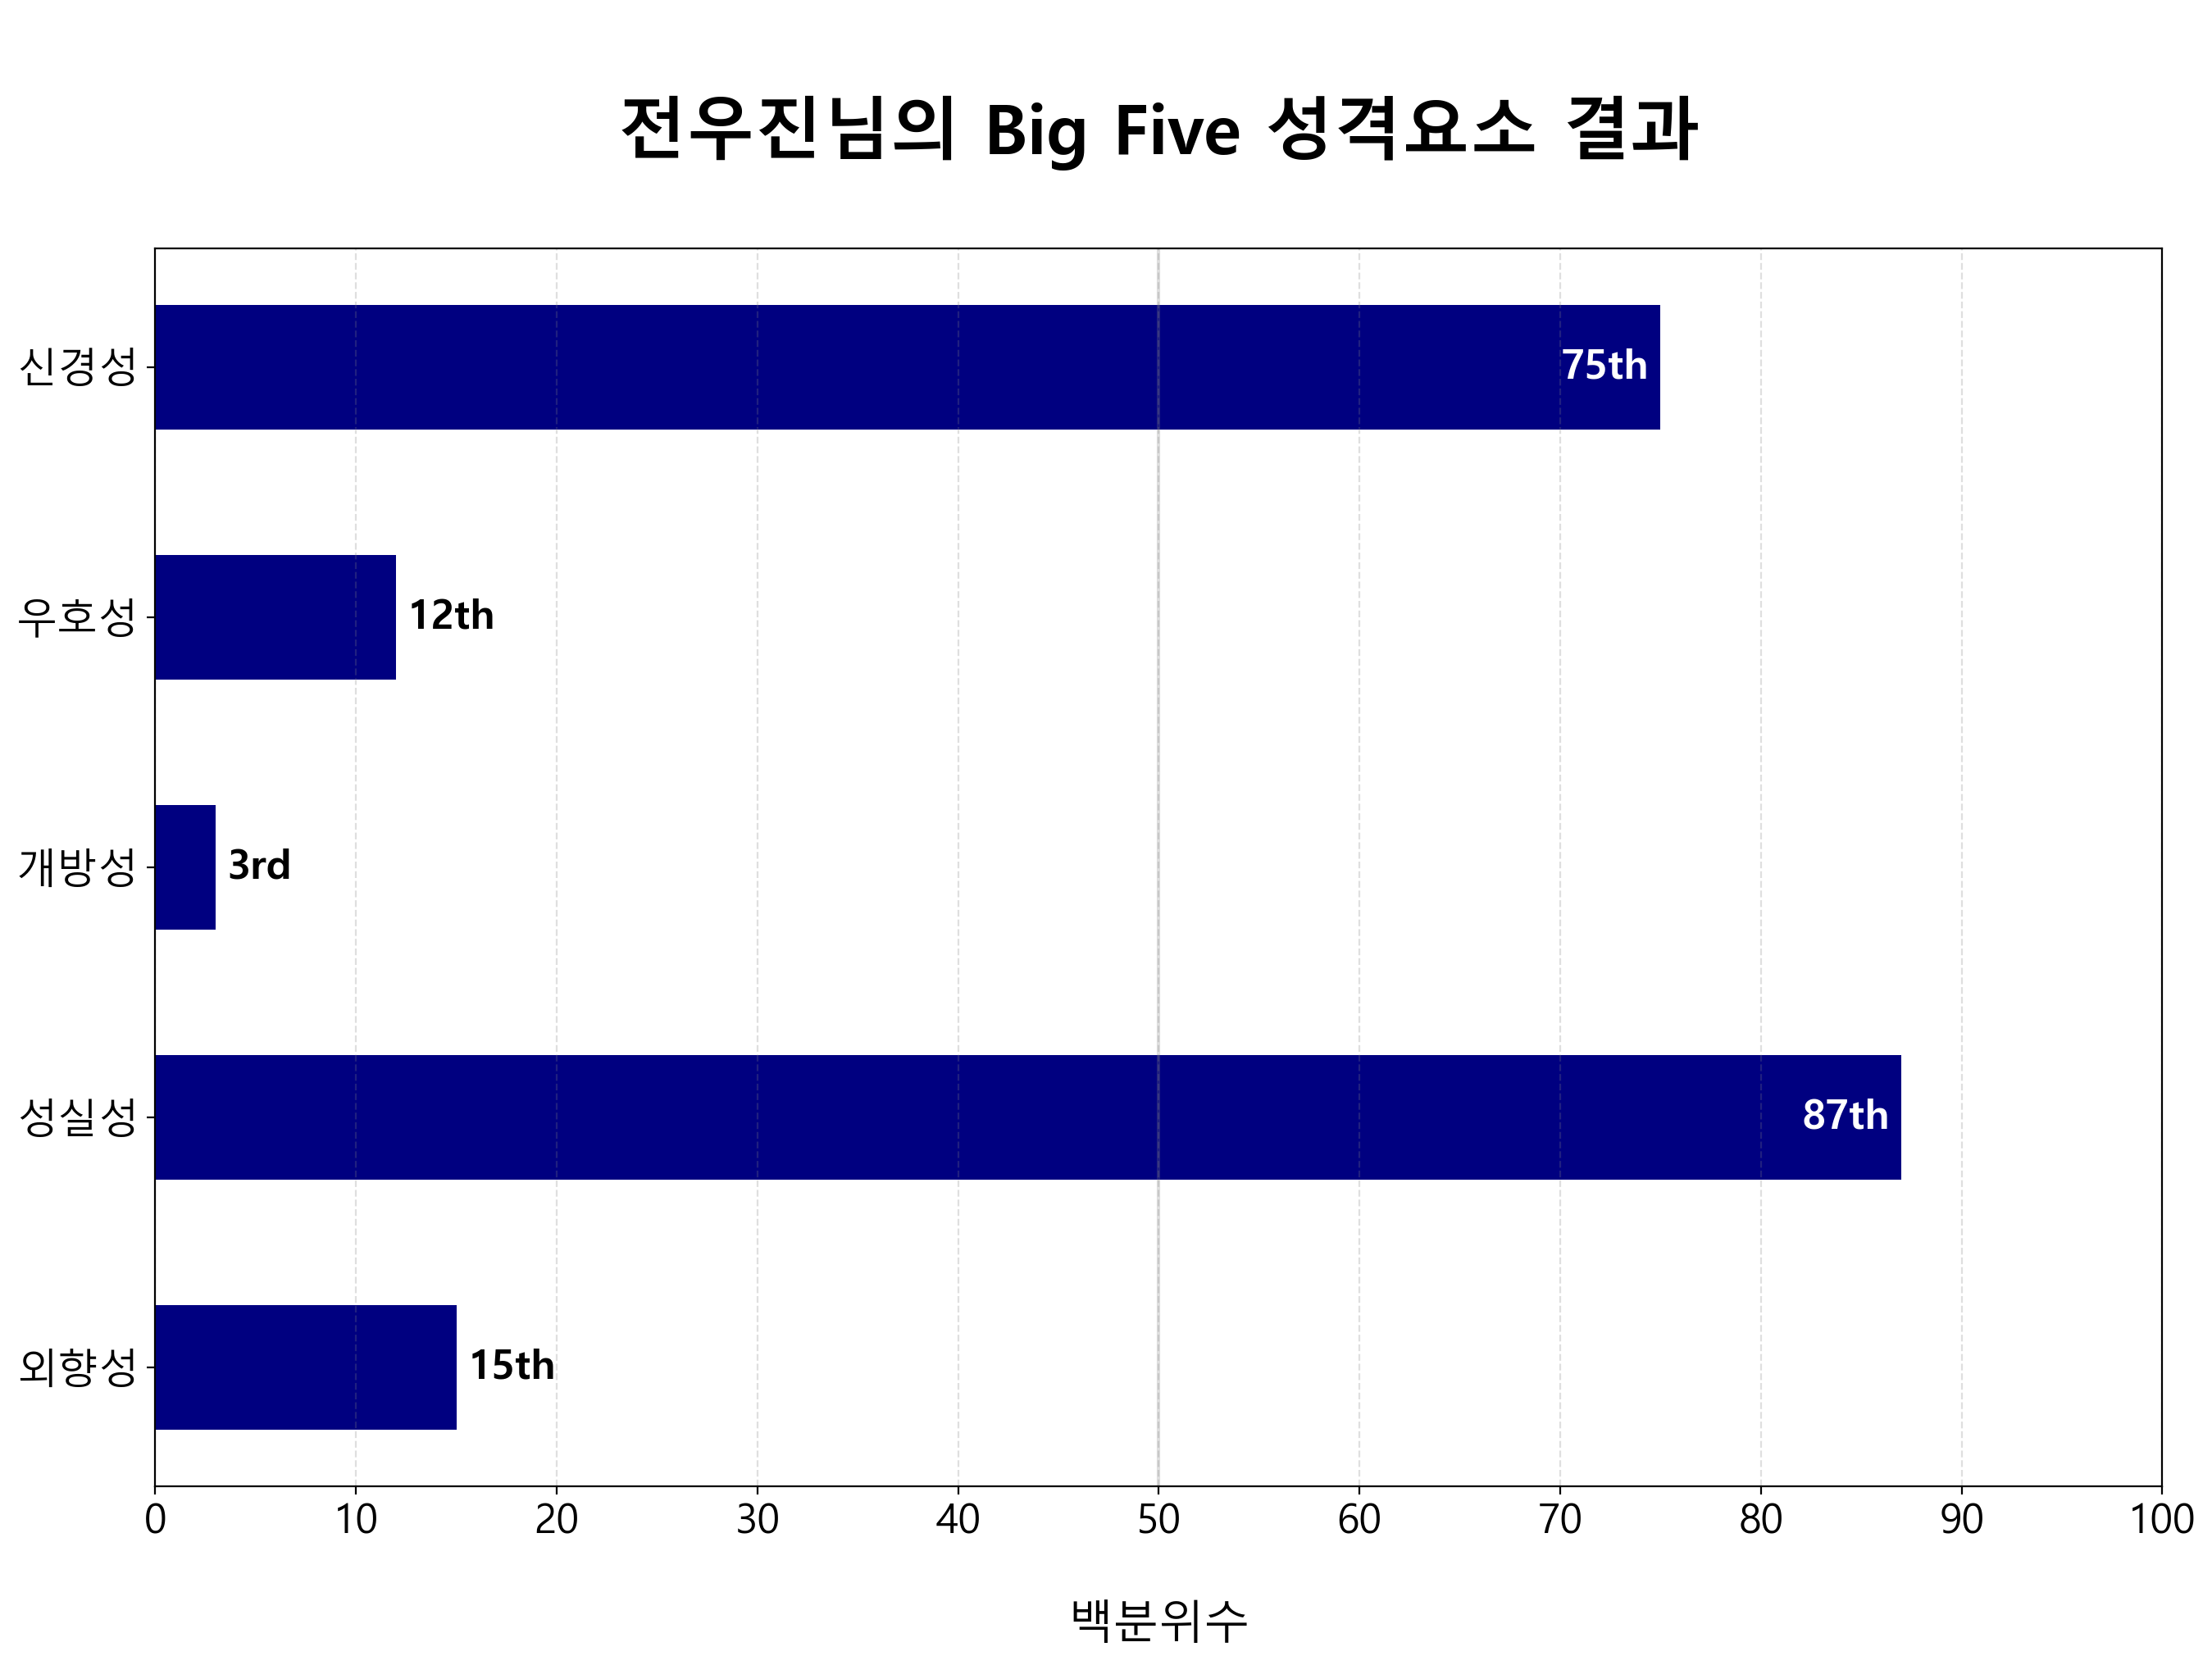 전우진님의 Big Five 성격요소 결과
신경성 75th
우호성 12th
개방성 3rd
성실성 87th
외향성 15th
0 10 20 30 40 50 60 70 80 90 100
백분위수